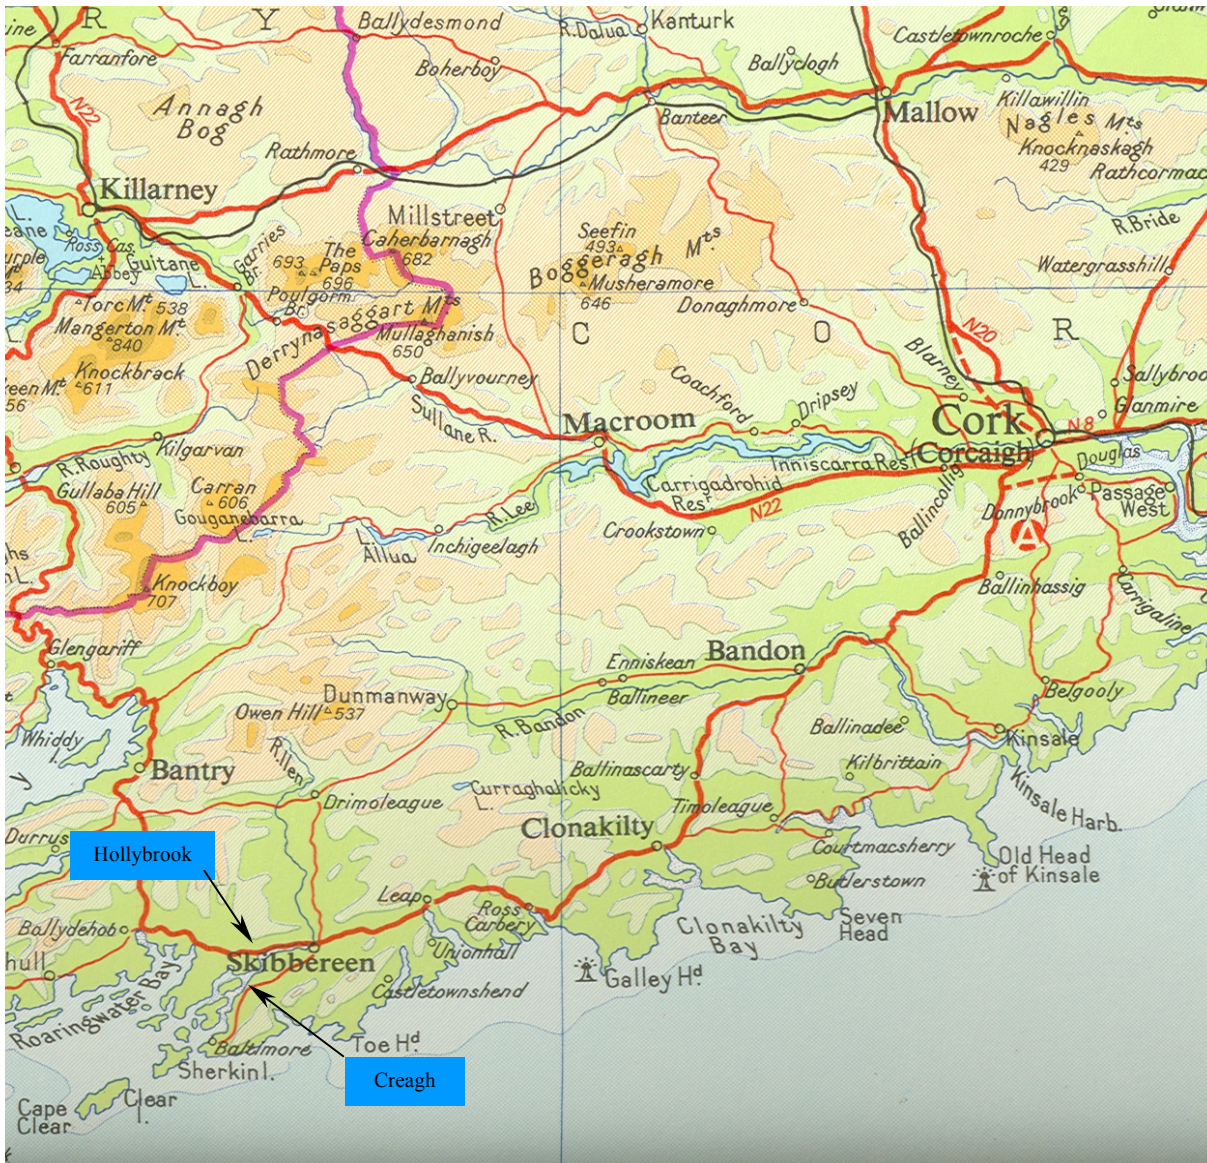 R
Y
Ballydesmond
Kanturk
R.Dalua
Castletownroche
Farranfore
Boherboy
Ballyclogh
N22
Annagh
Bog
Banteer
Mallow
Killawillin
Nagles Mts
Knocknaskagh
429
Rathcormac
Rathmore
Killarney
Millstreet
R.Bride
L.
Ross Cas.
Abbey
Guitane
L.
Garries
Br.
693
The
Paps
696
Caherbarnagh
682
Seefin
493
Boggeragh Mts
Musheramore
646
Watergrasshill
Torc Mt 538
Poulgorm
Br.
Donaghmore
Mangerton Mt
840
Derrynasaggart Mts
Mullaghanish
650
C
O
R
N20
L.
Knockbrack
611
56
Ballyvourney
Sullane R.
Coachford
Dripsey
Blarney
Sallybroo
Glanmire
Macroom
Cork
(Corcaigh)
N8
Kilgarvan
R.Roughty
Gullaba Hill
605
Carran
606
Gouganebarra
L.
R.Lee
Inniscarra Res.
Carrigadrohid
Res.
N22
Ballincollig
Douglas
Donnybrook
Passage
West
L.
Allua
Inchigeelagh
Crookstown
A
Knockboy
707
Ballinhassig
Carrigaline
Glengariff
Bandon
Enniskean
Ballineer
Dunmanway
Owen Hill 537
R.Bandon
Belgooly
Ballinadee
Kinsale
Whiddy
I.
Bantry
R.Ilen
Ballinascarty
Kilbrittain
Kinsale Harb.
Drimoleague
Curraghalicky
L.
Timoleague
Durrus
Clonakilty
Courtmacsherry
Old Head
of Kinsale
Hollybrook
Butlerstown
Leap
Ross
Carbery
Clonakilty
Bay
Seven
Head
Ballydehob
Unionhall
hull
Skibbereen
Castletownshend
Galley Hd.
Roaringwater Bay
Baltimore
Toe Hd.
Sherkin I.
Creagh
Cape
Clear
Clear
I.